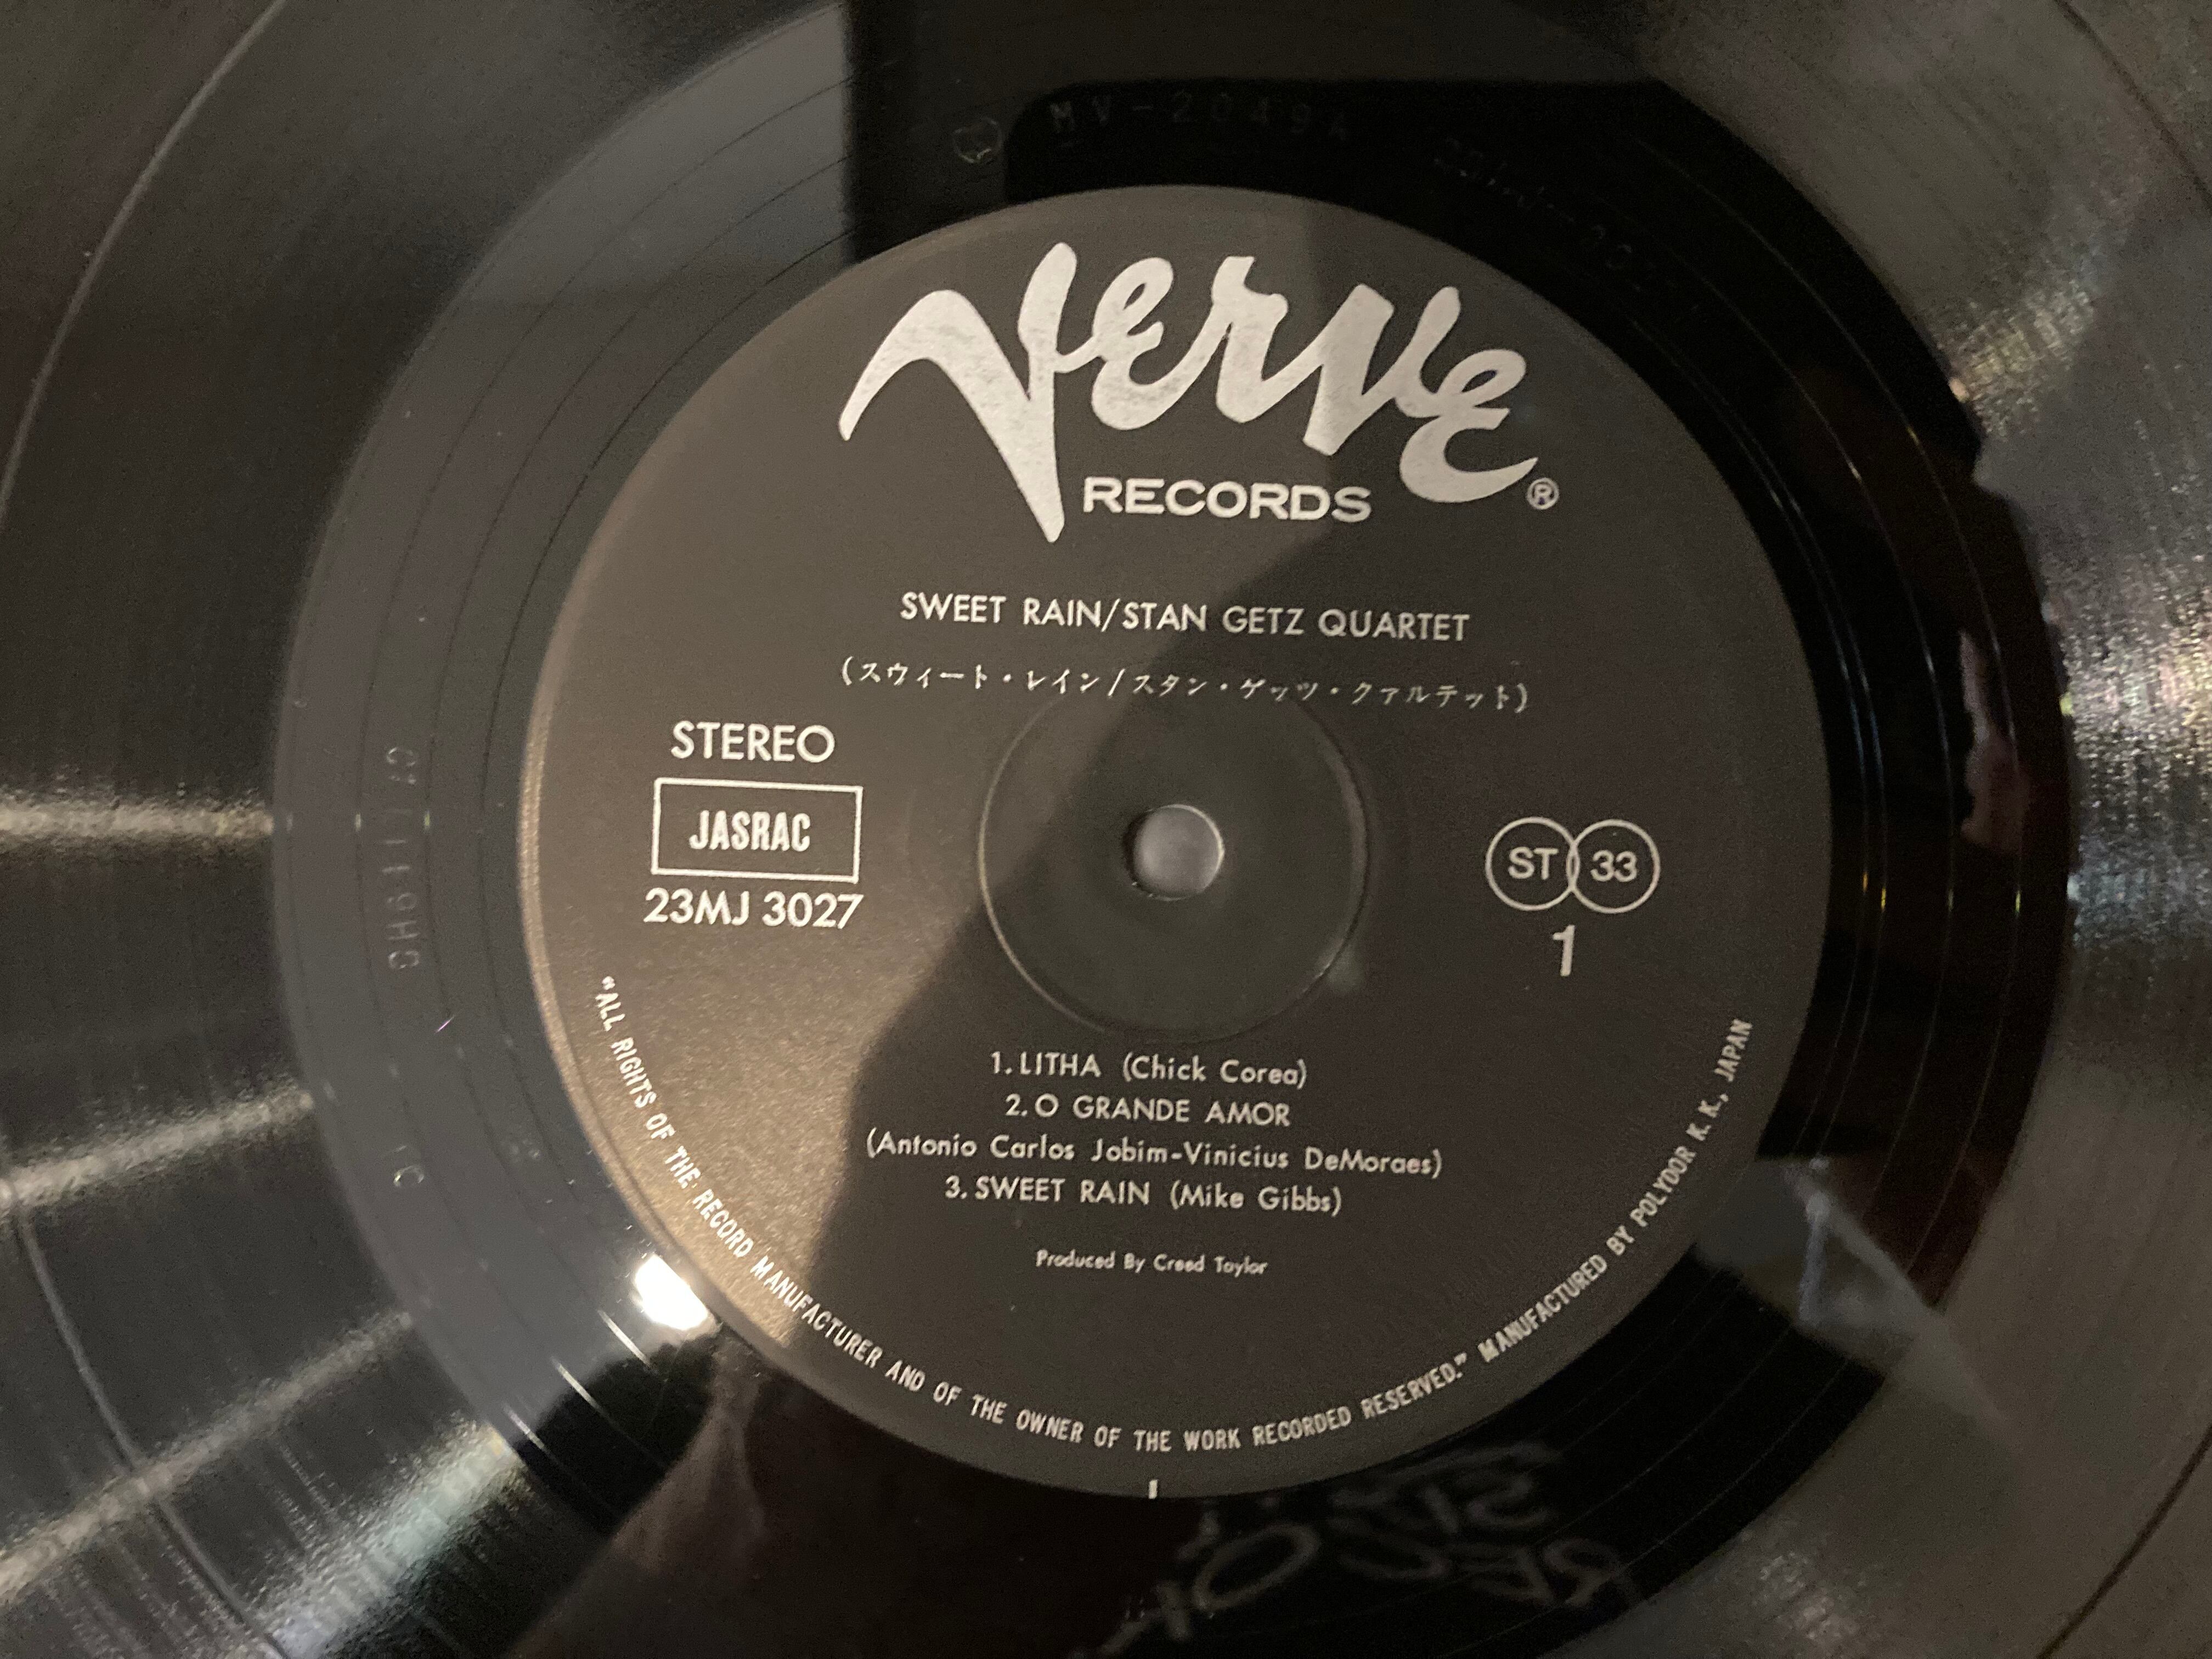 MV-2049A
Verve
RECORDS ®
SWEET RAIN/STAN GETZ QUARTET
(スウィート・レイン/スタン・ゲッツ・クァルテット)
STEREO
JASRAC
23MJ 3027
ST 33
1
1. LITHA (Chick Corea)
2. O GRANDE AMOR
(Antonio Carlos Jobim-Vinicius DeMoraes)
3. SWEET RAIN (Mike Gibbs)
Produced By Creed Taylor
"ALL RIGHTS OF THE RECORD MANUFACTURER AND OF THE OWNER OF THE WORK RECORDED RESERVED." MANUFACTURED BY POLYDOR K. K., JAPAN